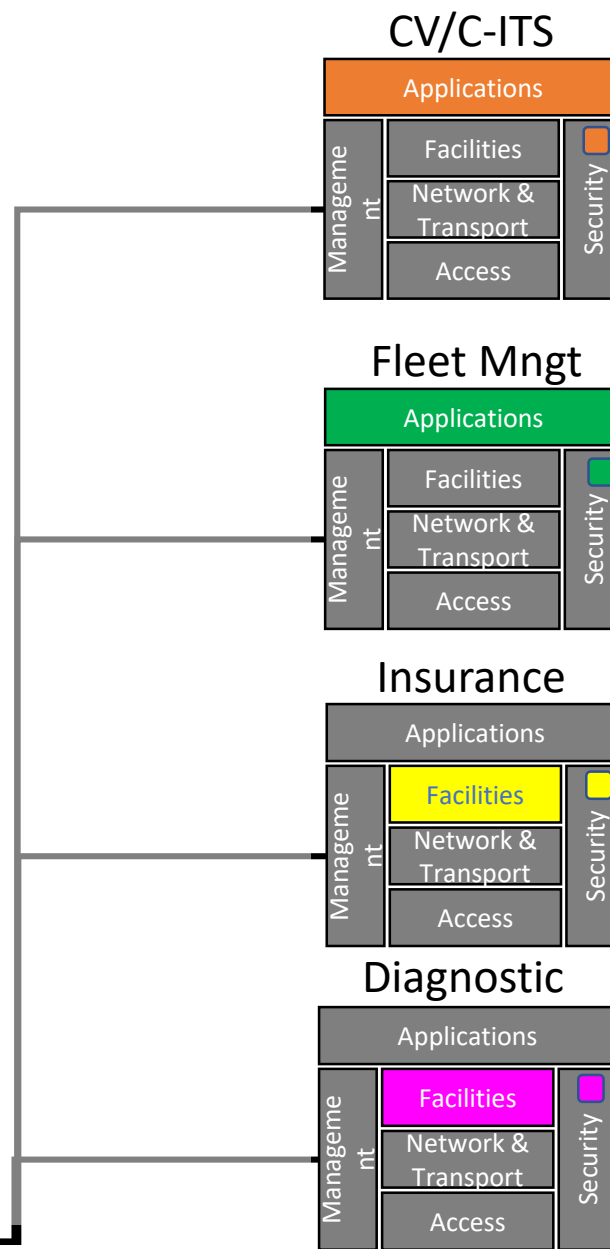 CV/C-ITS
Applications
Manageme
nt
Facilities
Network &
Transport
Access
Security
Fleet Mngt
Applications
Manageme
nt
Facilities
Network &
Transport
Access
Security
Insurance
Applications
Manageme
nt
Facilities
Network &
Transport
Access
Security
Diagnostic
Applications
Manageme
nt
Facilities
Network &
Transport
Access
Security